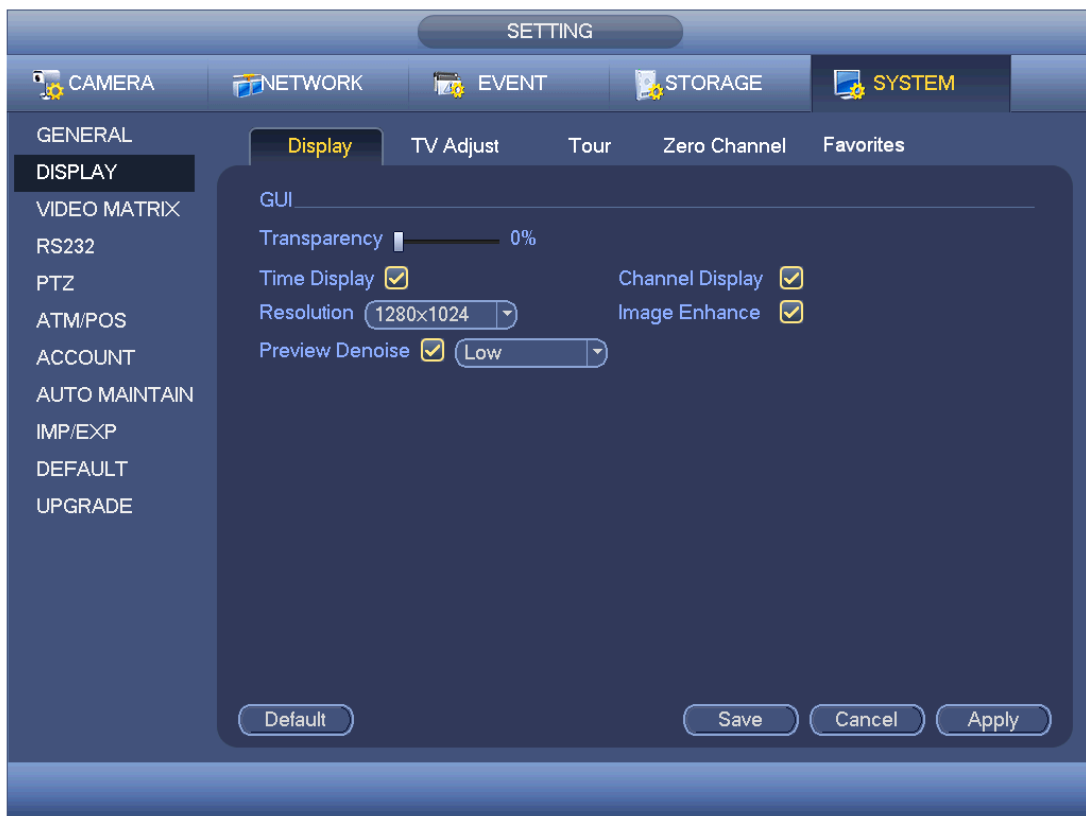 SETTING
CAMERA NETWORK EVENT STORAGE SYSTEM
GENERAL
DISPLAY
VIDEO MATRIX
RS232
PTZ
ATM/POS
ACCOUNT
AUTO MAINTAIN
IMP/EXP
DEFAULT
UPGRADE
Display TV Adjust Tour Zero Channel Favorites
GUI
Transparency 0%
Time Display Channel Display
Resolution 1280x1024 Image Enhance
Preview Denoise Low
Default Save Cancel Apply